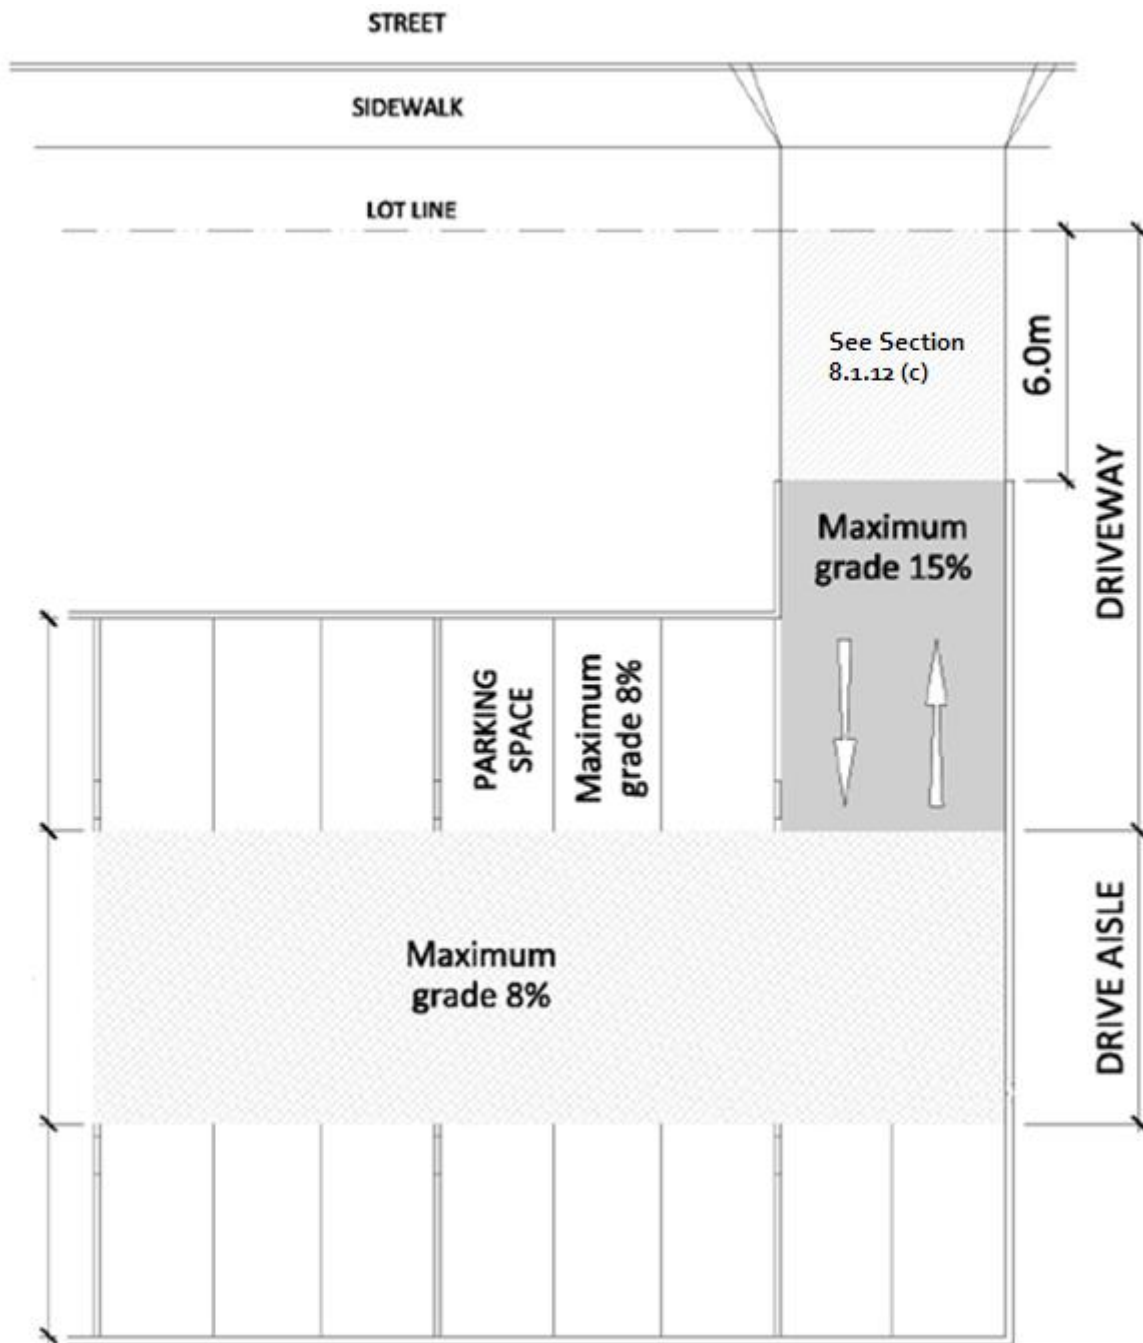 STREET
SIDEWALK
LOT LINE
See Section
8.1.12 (c)
6.0m
DRIVEWAY
Maximum
grade 15%
PARKING
SPACE
Maximum
grade 8%
Maximum
grade 8%
DRIVE AISLE